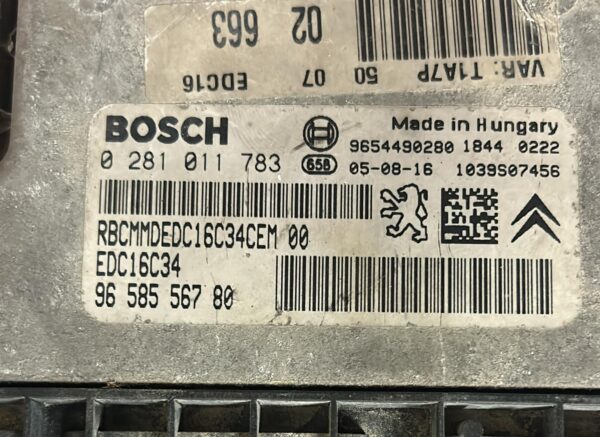 02 663
VAR: T1A7P 50 07 EDC16
BOSCH
Made in Hungary
9654490280 1844 0222
0 281 011 783 658 05-08-16 1039S07456
RBCMMDEDC16C34CEM 00
EDC16C34
96 585 567 80